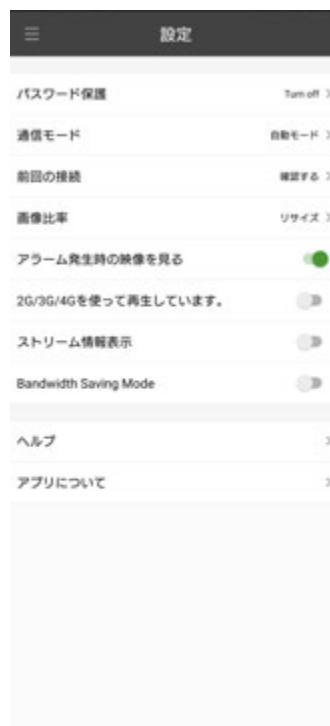 設定
パスワード保護 Turn off
通信モード 自動モード
前回の接続 確認する
画像比率 リサイズ
アラーム発生時の映像を見る
2G/3G/4Gを使って再生しています。
ストリーム情報表示
Bandwidth Saving Mode
ヘルプ
アプリについて